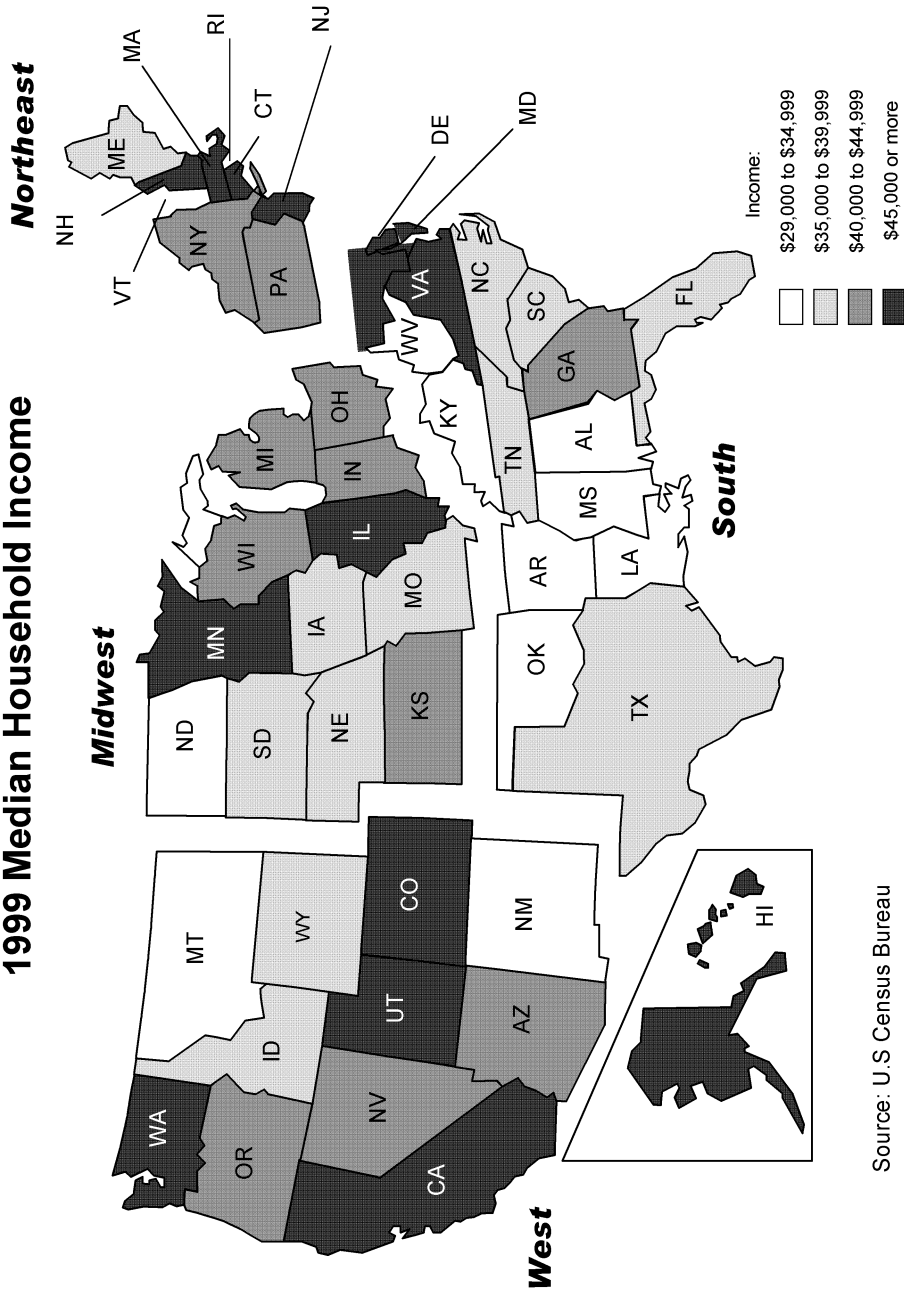 1999 Median Household Income
West
Midwest
Northeast
South
WA
OR
CA
NV
ID
MT
WY
UT
AZ
CO
NM
HI
ND
SD
NE
KS
MN
IA
MO
WI
IL
MI
IN
OH
TX
OK
AR
LA
MS
AL
TN
KY
GA
FL
SC
NC
VA
WV
DE
MD
PA
NY
VT
NH
ME
MA
RI
CT
NJ
Income:
$29,000 to $34,999
$35,000 to $39,999
$40,000 to $44,999
$45,000 or more
Source: U.S Census Bureau